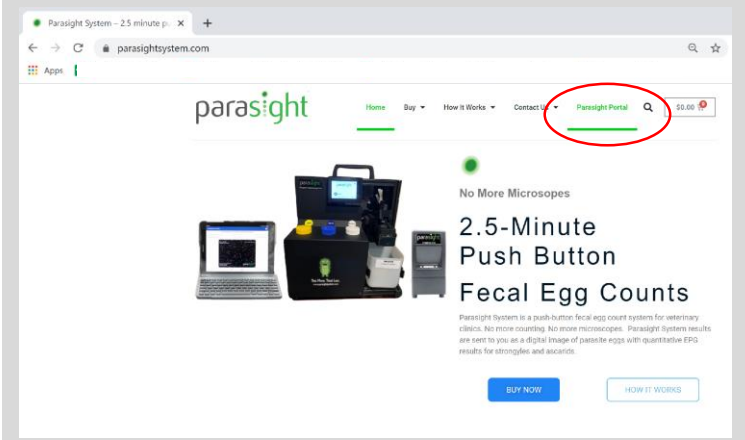 Parasight System – 2.5 minute p
parasightsystem.com
Apps
parasight
Home Buy How It Works Contact Us Parasight Portal $0.00 0
No More Microsopes
2.5-Minute
Push Button
Fecal Egg Counts
Parasight System is a push-button fecal egg count system for veterinary
clinics. No more counting. No more microscopes. Parasight System results
are sent to you as a digital image of parasite eggs with quantitative EPG
results for strongyles and ascarids.
BUY NOW
HOW IT WORKS
parasight
parasight